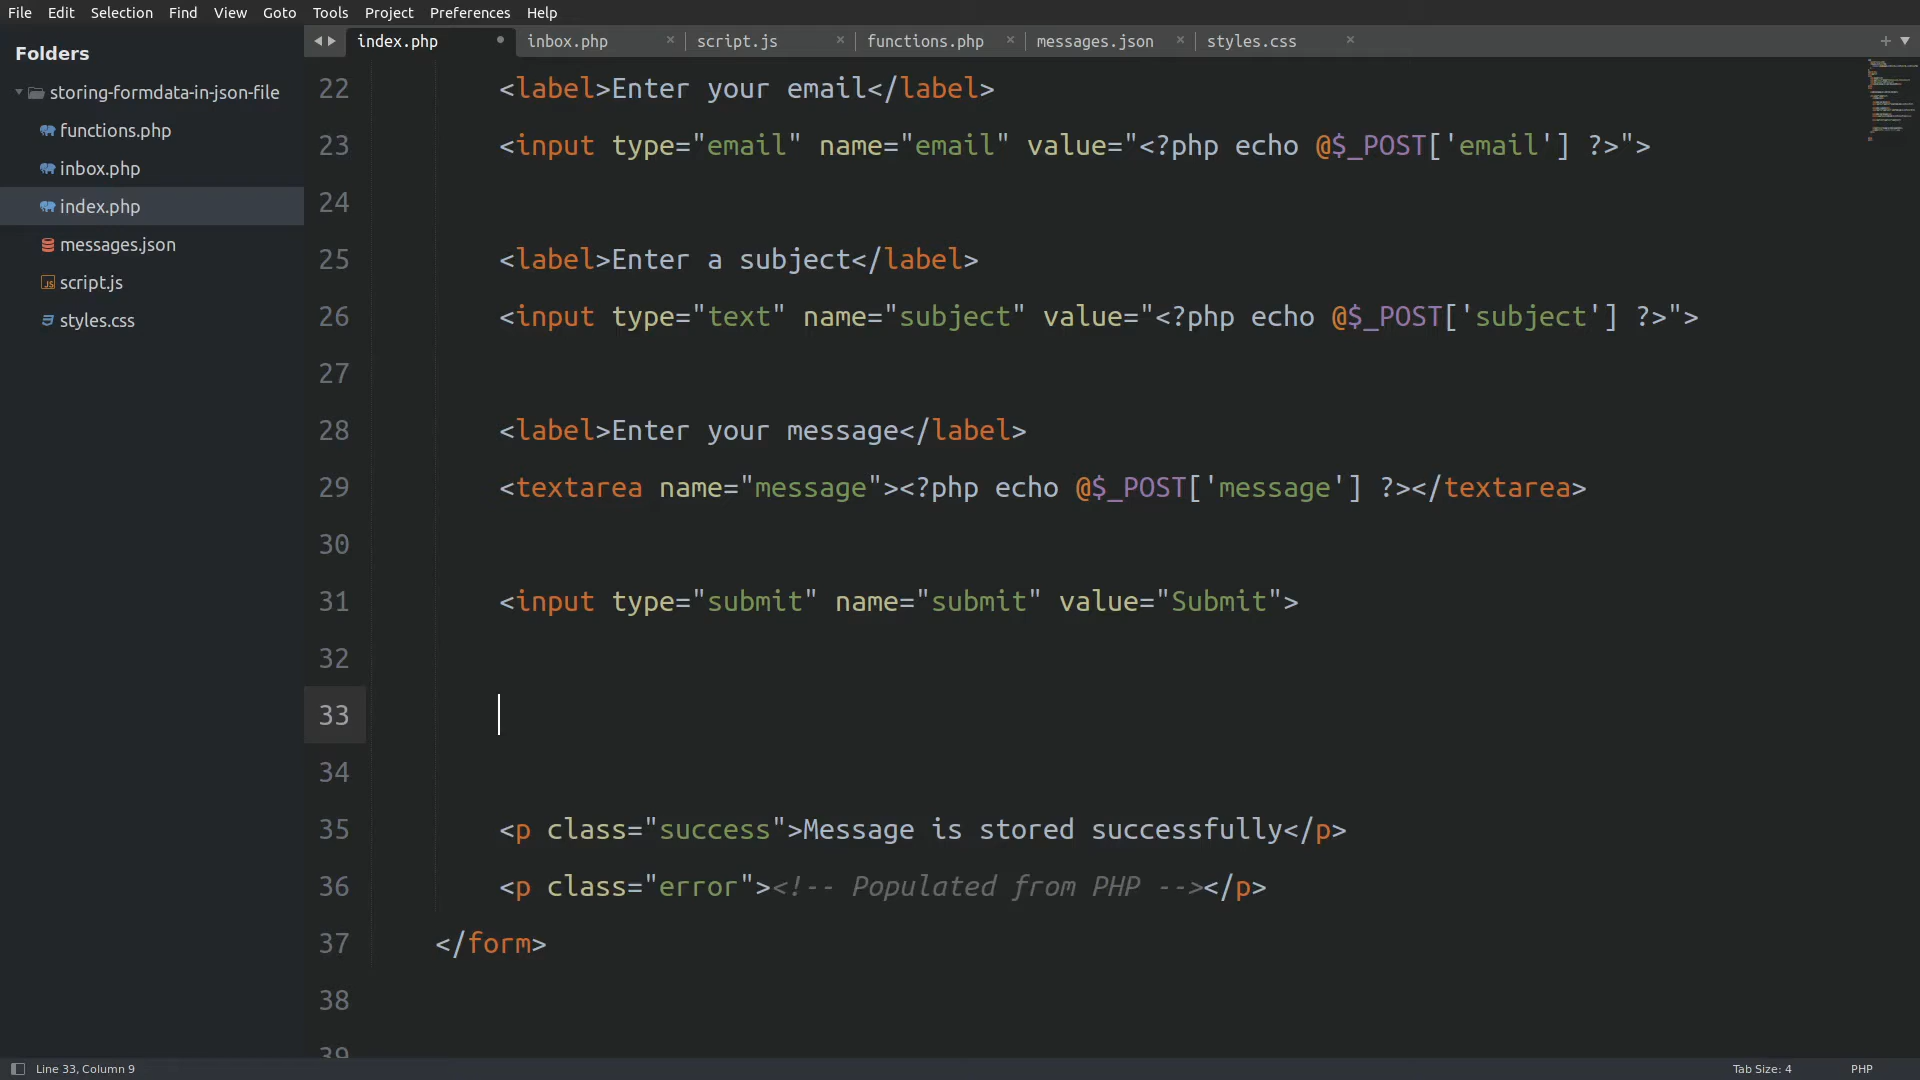 File Edit Selection Find View Goto Tools Project Preferences Help
Folders
storing-formdata-in-json-file
functions.php
inbox.php
index.php
messages.json
script.js
styles.css
index.php inbox.php script.js functions.php messages.json styles.css
22 <label>Enter your email</label>
23 <input type="email" name="email" value="<?php echo @$_POST['email'] ?>">
24
25 <label>Enter a subject</label>
26 <input type="text" name="subject" value="<?php echo @$_POST['subject'] ?>">
27
28 <label>Enter your message</label>
29 <textarea name="message"><?php echo @$_POST['message'] ?></textarea>
30
31 <input type="submit" name="submit" value="Submit">
32
33
34
35 <p class="success">Message is stored successfully</p>
36 <p class="error"><!-- Populated from PHP --></p>
37 </form>
38
39
Line 33, Column 9
Tab Size: 4 PHP